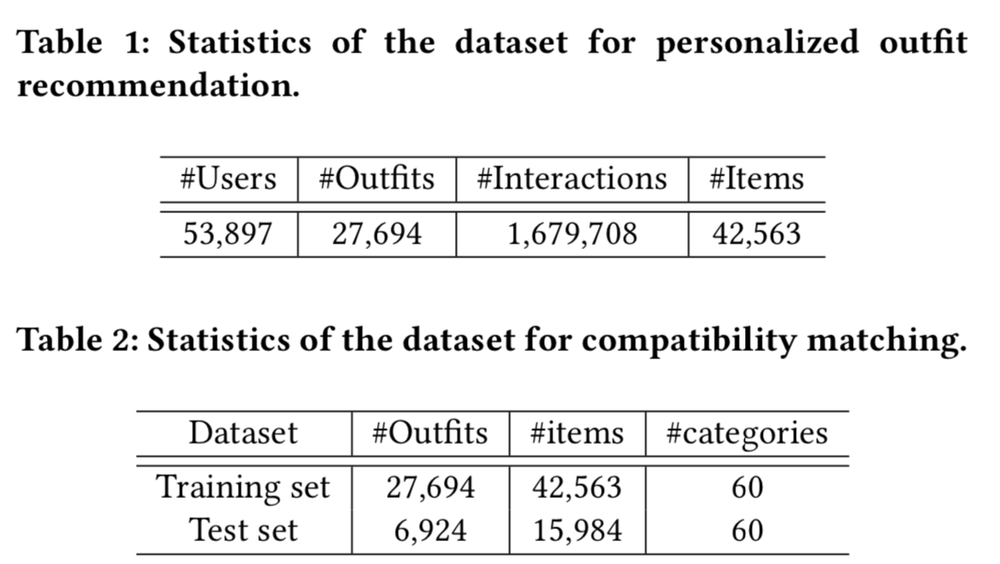 Table 1: Statistics of the dataset for personalized outfit
recommendation.
#Users #Outfits #Interactions #Items
53,897 27,694 1,679,708 42,563
Table 2: Statistics of the dataset for compatibility matching.
Dataset #Outfits #items #categories
Training set 27,694 42,563 60
Test set 6,924 15,984 60